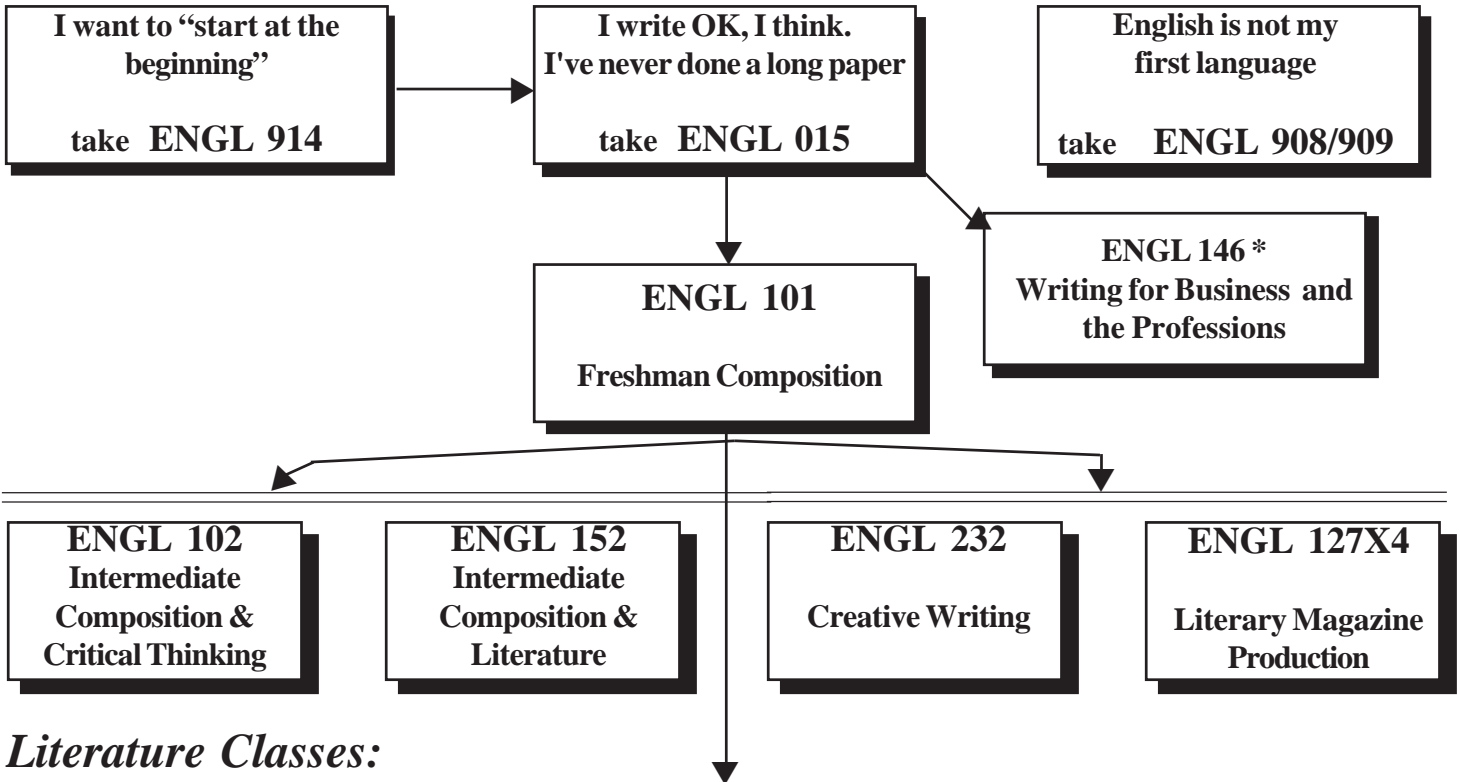 I want to “start at the
beginning”
take ENGL 914
I write OK, I think.
I've never done a long paper
take ENGL 015
English is not my
first language
take ENGL 908/909
ENGL 146 *
Writing for Business and
the Professions
ENGL 101
Freshman Composition
ENGL 102
Intermediate
Composition &
Critical Thinking
ENGL 152
Intermediate
Composition &
Literature
ENGL 232
Creative Writing
ENGL 127X4
Literary Magazine
Production
Literature Classes: